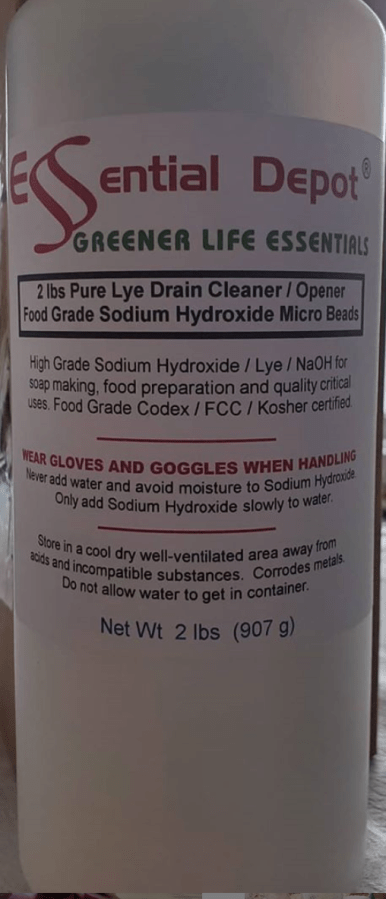 Essential Depot®
GREENER LIFE ESSENTIALS
2 lbs Pure Lye Drain Cleaner / Opener
Food Grade Sodium Hydroxide Micro Beads
High Grade Sodium Hydroxide / Lye / NaOH for
soap making, food preparation and quality critical
uses. Food Grade Codex / FCC / Kosher certified.
WEAR GLOVES AND GOGGLES WHEN HANDLING
Never add water and avoid moisture to Sodium Hydroxide.
Only add Sodium Hydroxide slowly to water.
Store in a cool dry well-ventilated area away from
acids and incompatible substances. Corrodes metals.
Do not allow water to get in container.
Net Wt 2 lbs (907 g)